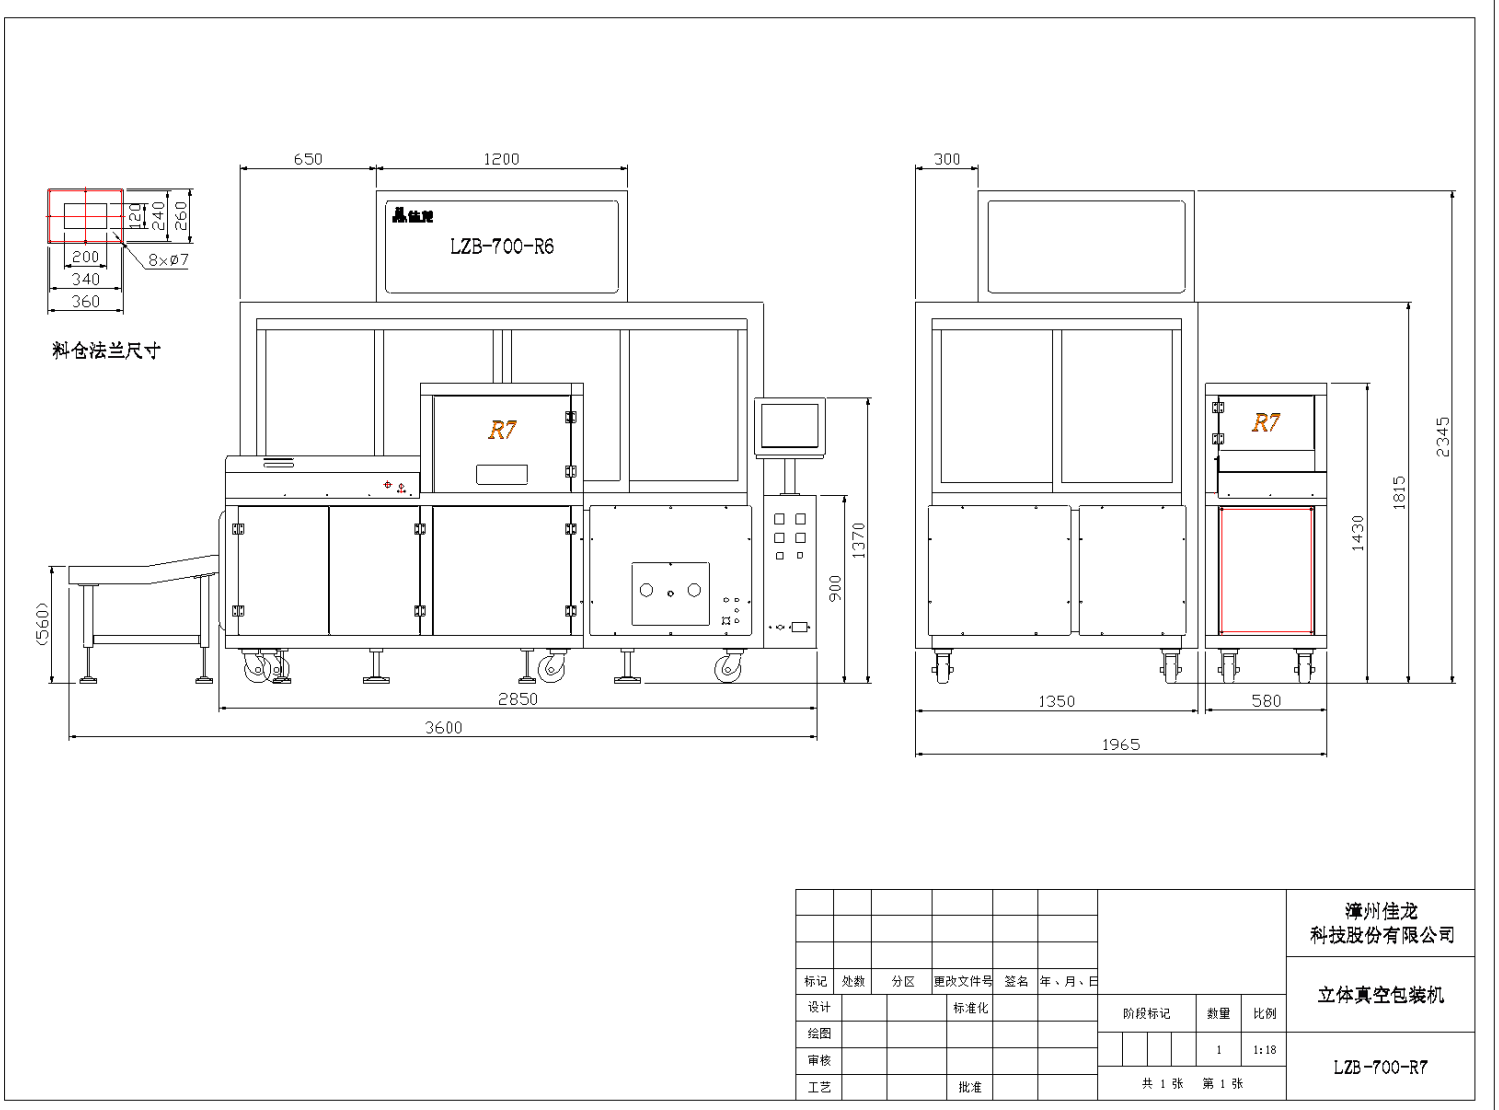 650
1200
300
佳龙
LZB-700-R6
120
240
260
200
8×ø7
340
360
料仓法兰尺寸
R7
R7
(560)
900
1370
1430
1815
2345
2850
3600
1350
580
1965
漳州佳龙
科技股份有限公司
标记 处数 分区 更改文件号 签名 年、月、日
立体真空包装机
设计 标准化
阶段标记 数量 比例
绘图
1 1:18
审核
LZB-700-R7
工艺 批准
共 1 张 第 1 张